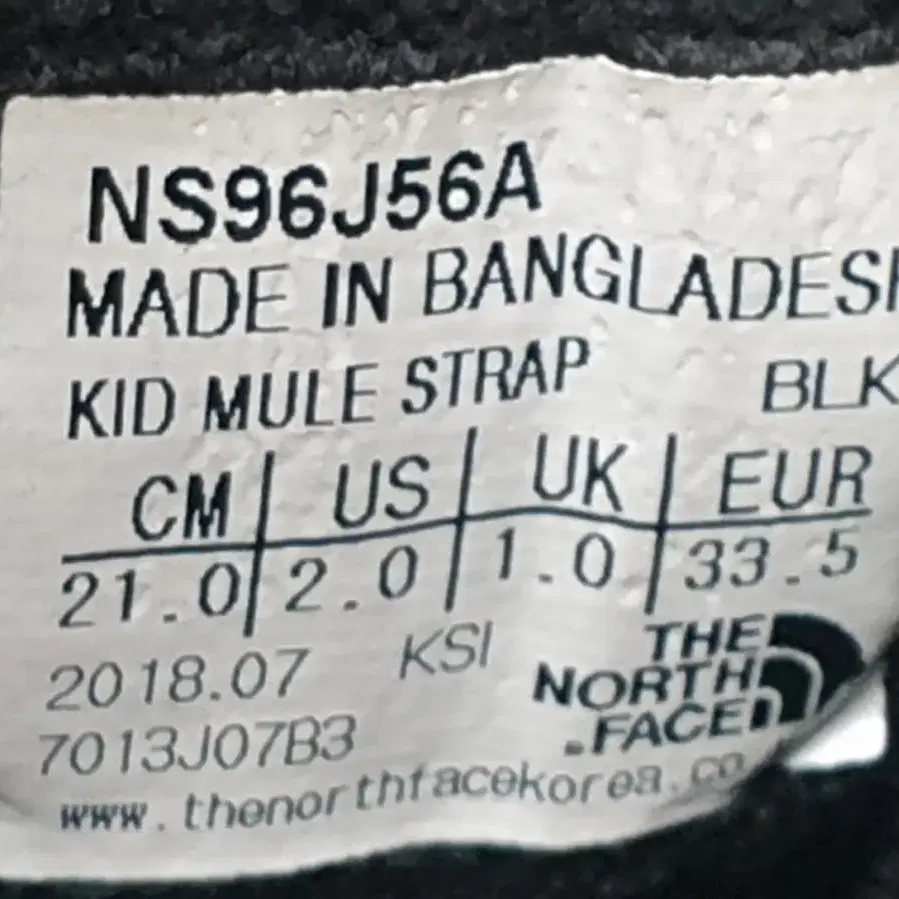 NS96J56A
MADE IN BANGLADESH
KID MULE STRAP BLK
CM | US | UK | EUR
21.0 | 2.0 | 1.0 | 33.5
2018.07 KSI
7013J07B3
THE
NORTH
FACE
www.thenorthfacekorea.co